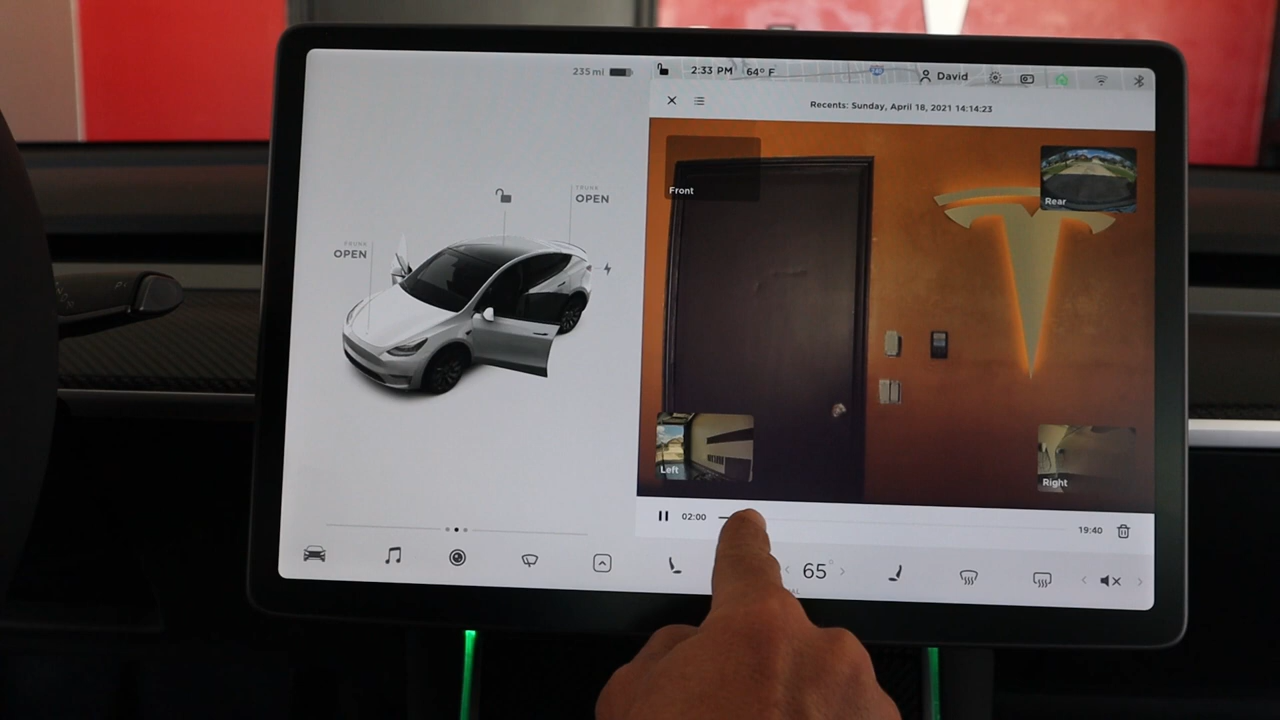 235 mi
2:33 PM 64° F
David
Recents: Sunday, April 18, 2021 14:14:23
Front
Rear
TRUNK
OPEN
FRUNK
OPEN
Left
Right
02:00
19:40
65°